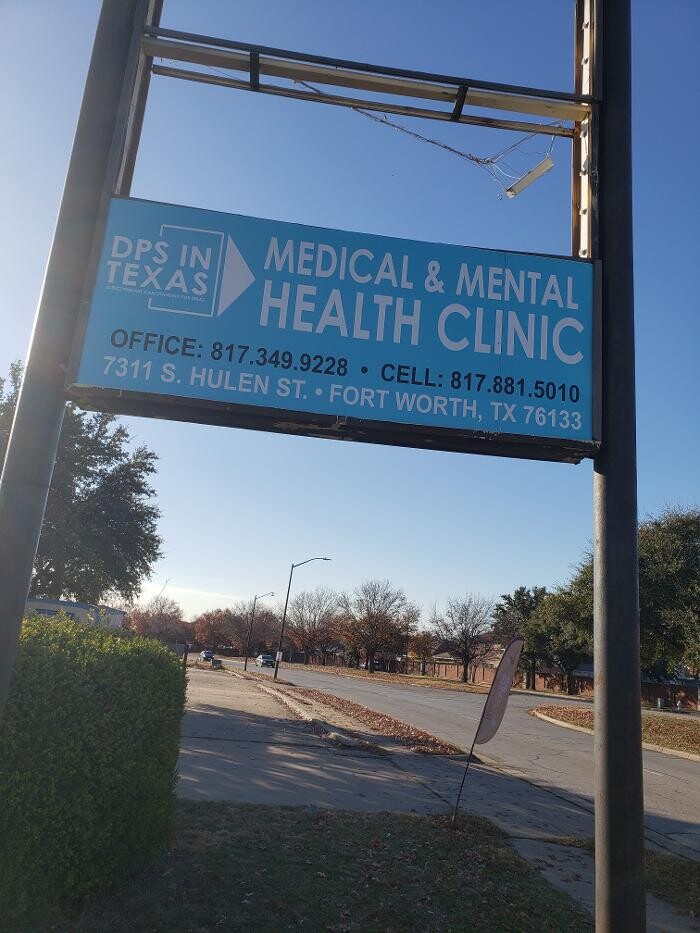 DPS IN
TEXAS
MEDICAL & MENTAL
HEALTH CLINIC
OFFICE: 817.349.9228 • CELL: 817.881.5010
7311 S. HULEN ST. • FORT WORTH, TX 76133